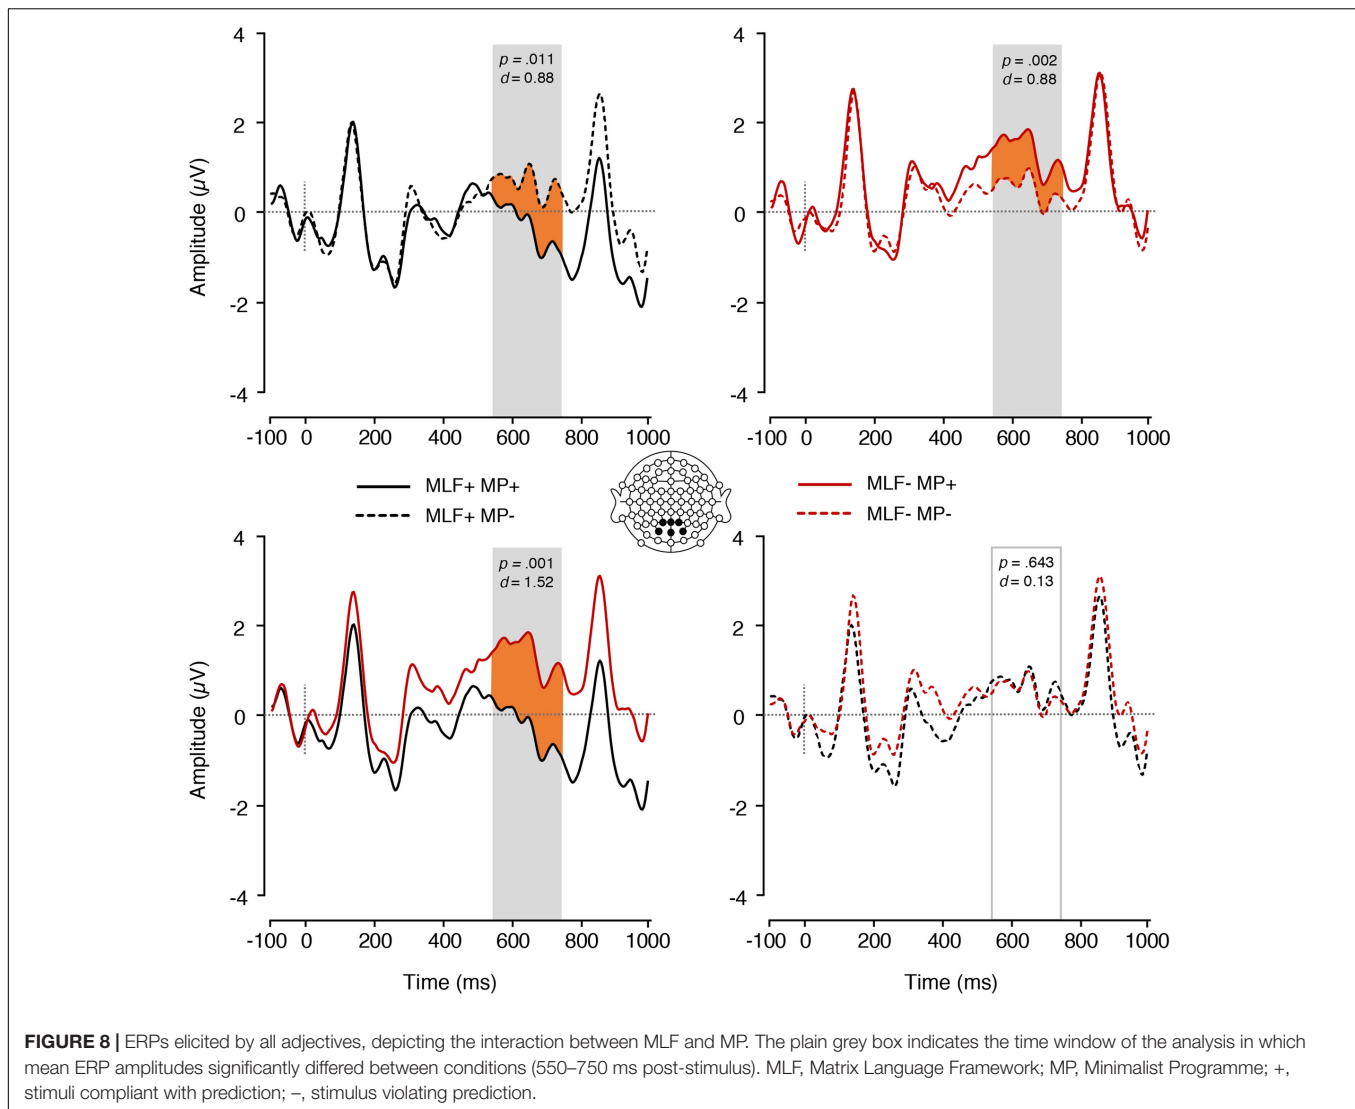 4
2
0
-2
-4
Amplitude (µV)
p = .011
d = 0.88
-100 0 200 400 600 800 1000
4
2
0
-2
-4
p = .002
d = 0.88
-100 0 200 400 600 800 1000
MLF+ MP+
MLF+ MP-
MLF- MP+
MLF- MP-
4
2
0
-2
-4
Amplitude (µV)
p = .001
d = 1.52
-100 0 200 400 600 800 1000
Time (ms)
4
2
0
-2
-4
p = .643
d = 0.13
-100 0 200 400 600 800 1000
Time (ms)
FIGURE 8 | ERPs elicited by all adjectives, depicting the interaction between MLF and MP. The plain grey box indicates the time window of the analysis in which
mean ERP amplitudes significantly differed between conditions (550–750 ms post-stimulus). MLF, Matrix Language Framework; MP, Minimalist Programme; +,
stimuli compliant with prediction; –, stimulus violating prediction.